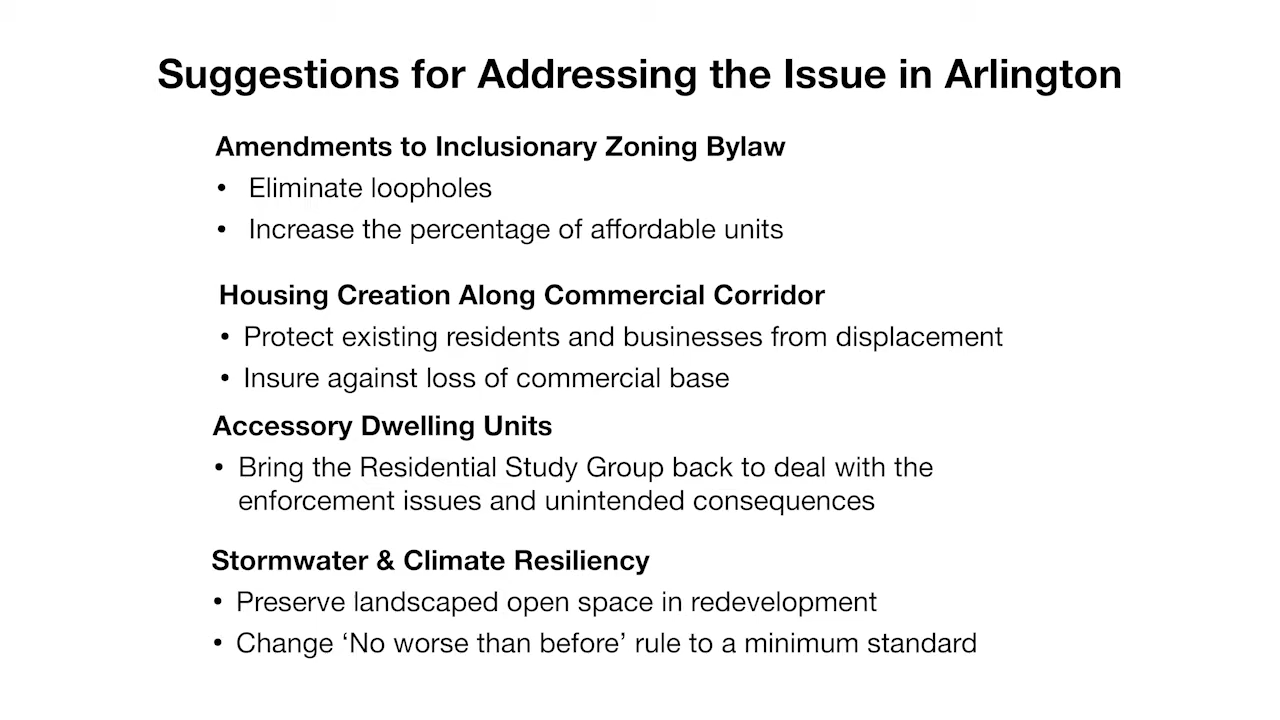 Suggestions for Addressing the Issue in Arlington
Amendments to Inclusionary Zoning Bylaw
• Eliminate loopholes
• Increase the percentage of affordable units
Housing Creation Along Commercial Corridor
• Protect existing residents and businesses from displacement
• Insure against loss of commercial base
Accessory Dwelling Units
• Bring the Residential Study Group back to deal with the
enforcement issues and unintended consequences
Stormwater & Climate Resiliency
• Preserve landscaped open space in redevelopment
• Change ‘No worse than before’ rule to a minimum standard